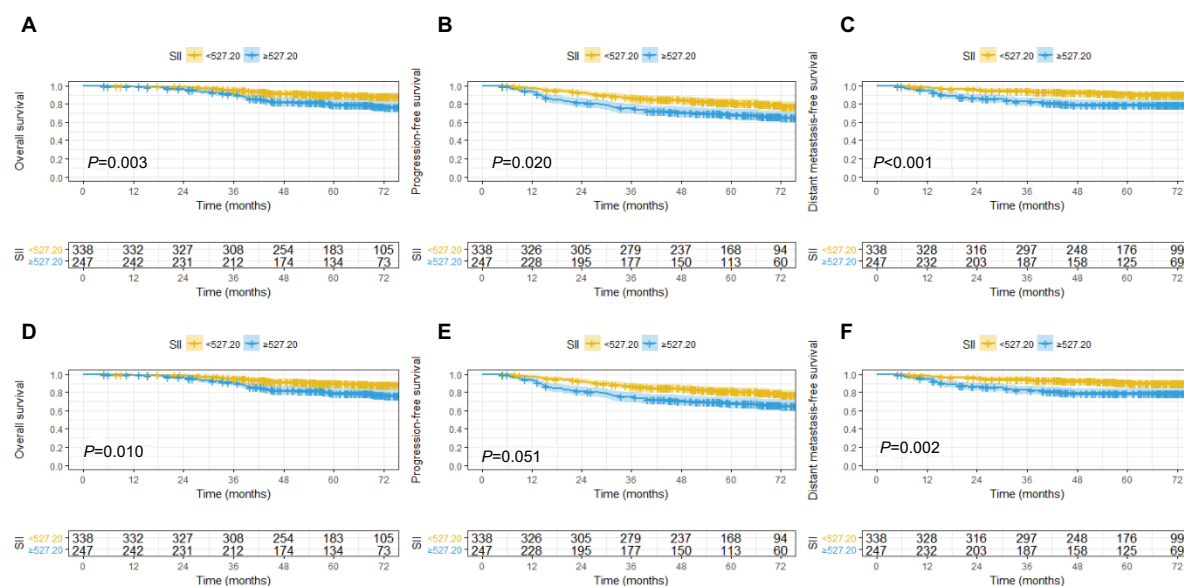 A
SII <527.20 ≥527.20
Overall survival
1.0
0.8
0.6
0.4
0.2
0.0
P=0.003
0 12 24 36 48 60 72
Time (months)
SII
<527.20 338 332 327 308 254 183 105
≥527.20 247 242 231 212 174 134 73
0 12 24 36 48 60 72
Time (months)
B
SII <527.20 ≥527.20
Progression-free survival
1.0
0.8
0.6
0.4
0.2
0.0
P=0.020
0 12 24 36 48 60 72
Time (months)
SII
<527.20 338 326 305 279 237 168 94
≥527.20 247 228 195 177 150 113 60
0 12 24 36 48 60 72
Time (months)
C
SII <527.20 ≥527.20
Distant metastasis-free survival
1.0
0.8
0.6
0.4
0.2
0.0
P<0.001
0 12 24 36 48 60 72
Time (months)
SII
<527.20 338 328 316 297 248 176 99
≥527.20 247 232 203 187 158 125 69
0 12 24 36 48 60 72
Time (months)
D
SII <527.20 ≥527.20
Overall survival
1.0
0.8
0.6
0.4
0.2
0.0
P=0.010
0 12 24 36 48 60 72
Time (months)
SII
<527.20 338 332 327 308 254 183 105
≥527.20 247 242 231 212 174 134 73
0 12 24 36 48 60 72
Time (months)
E
SII <527.20 ≥527.20
Progression-free survival
1.0
0.8
0.6
0.4
0.2
0.0
P=0.051
0 12 24 36 48 60 72
Time (months)
SII
<527.20 338 326 305 279 237 168 94
≥527.20 247 228 195 177 150 113 60
0 12 24 36 48 60 72
Time (months)
F
SII <527.20 ≥527.20
Distant metastasis-free survival
1.0
0.8
0.6
0.4
0.2
0.0
P=0.002
0 12 24 36 48 60 72
Time (months)
SII
<527.20 338 328 316 297 248 176 99
≥527.20 247 232 203 187 158 125 69
0 12 24 36 48 60 72
Time (months)